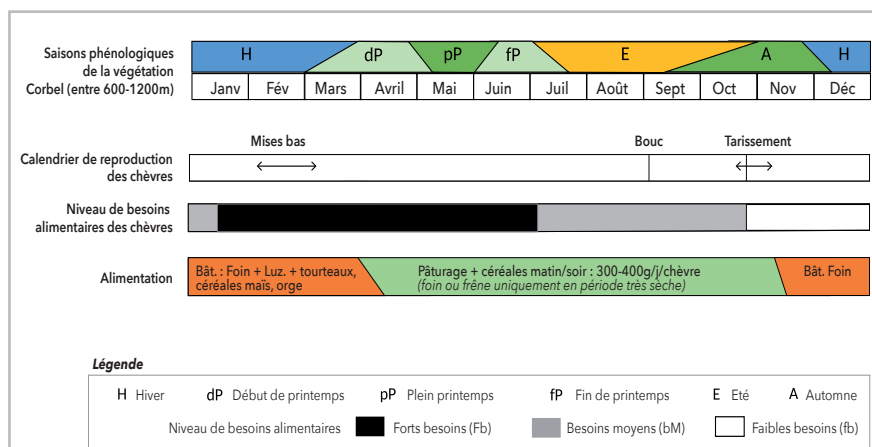 Saisons phénologiques
de la végétation
Corbel (entre 600-1200m)
H dP pP fP E A H
Janv Fév Mars Avril Mai Juin Juil Août Sept Oct Nov Déc
Mises bas Bouc Tarissement
Calendrier de reproduction
des chèvres
Niveau de besoins
alimentaires des chèvres
Alimentation
Bât. : Foin + Luz. + tourteaux,
céréales maïs, orge
Pâturage + céréales matin/soir : 300-400g/j/chèvre
(foin ou frêne uniquement en période très sèche)
Bât. Foin
Légende
H Hiver dP Début de printemps pP Plein printemps fP Fin de printemps E Eté A Automne
Niveau de besoins alimentaires Forts besoins (Fb) Besoins moyens (bM) Faibles besoins (fb)